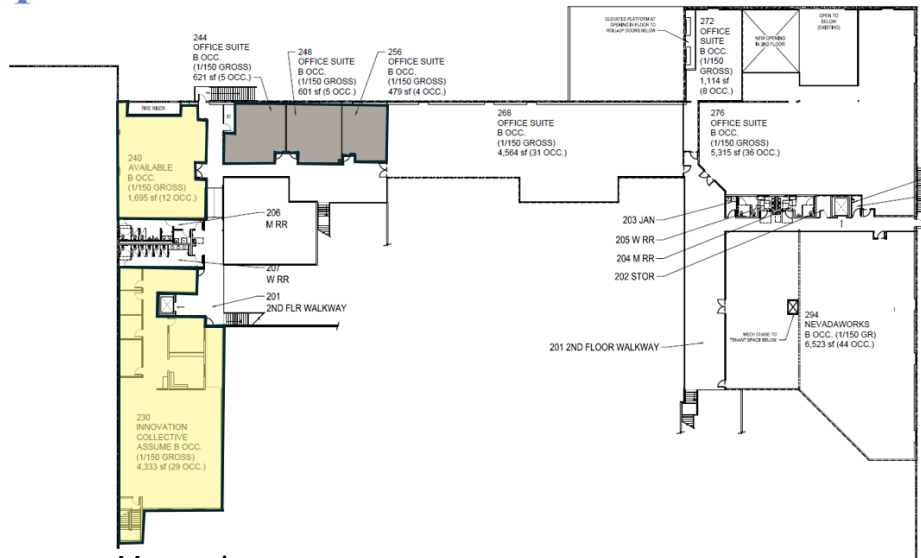 244
OFFICE SUITE
B OCC.
(1/150 GROSS)
621 sf (5 OCC.)
248
OFFICE SUITE
B OCC.
(1/150 GROSS)
601 sf (5 OCC.)
256
OFFICE SUITE
B OCC.
(1/150 GROSS)
479 sf (4 OCC.)
ELEVATED PLATFORM AT
OPENING IN FLOOR TO
ROLL-UP DOORS BELOW
272
OFFICE
SUITE
B OCC.
(1/150
GROSS)
1,114 sf
(8 OCC.)
NEW OPENING
IN 2ND FLOOR
OPEN TO
BELOW
(EXISTING)
FIRE RISER
240
AVAILABLE
B OCC.
(1/150 GROSS)
1,695 sf (12 OCC.)
268
OFFICE SUITE
B OCC.
(1/150 GROSS)
4,564 sf (31 OCC.)
276
OFFICE SUITE
B OCC.
(1/150 GROSS)
5,315 sf (36 OCC.)
206
M RR
207
W RR
201
2ND FLR WALKWAY
203 JAN
205 W RR
204 M RR
202 STOR
MECH CHASE TO
TENANT SPACE BELOW
294
NEVADAWORKS
B OCC. (1/150 GR)
6,523 sf (44 OCC.)
201 2ND FLOOR WALKWAY
230
INNOVATION
COLLECTIVE
ASSUME B OCC.
(1/150 GROSS)
4,333 sf (29 OCC.)